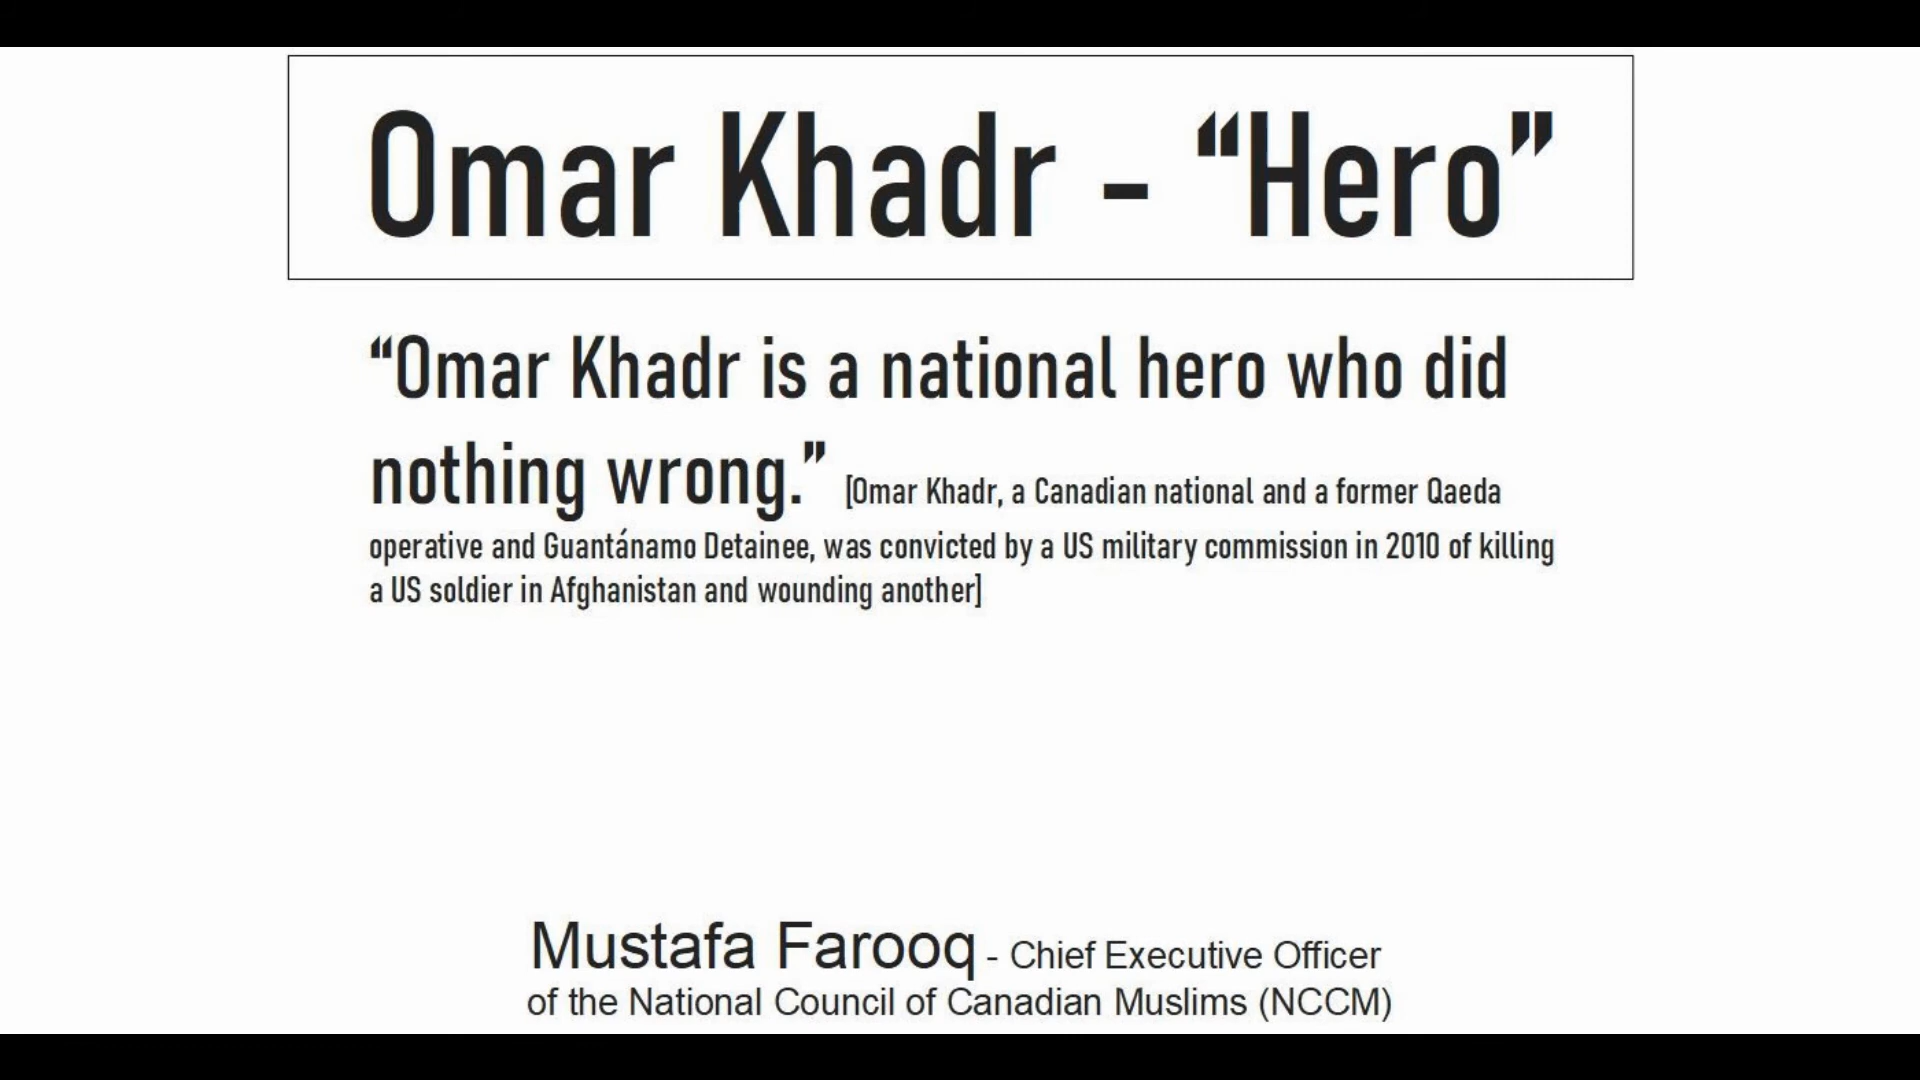 Omar Khadr - “Hero”
“Omar Khadr is a national hero who did
nothing wrong.” [Omar Khadr, a Canadian national and a former Qaeda
operative and Guantánamo Detainee, was convicted by a US military commission in 2010 of killing
a US soldier in Afghanistan and wounding another]
Mustafa Farooq - Chief Executive Officer
of the National Council of Canadian Muslims (NCCM)